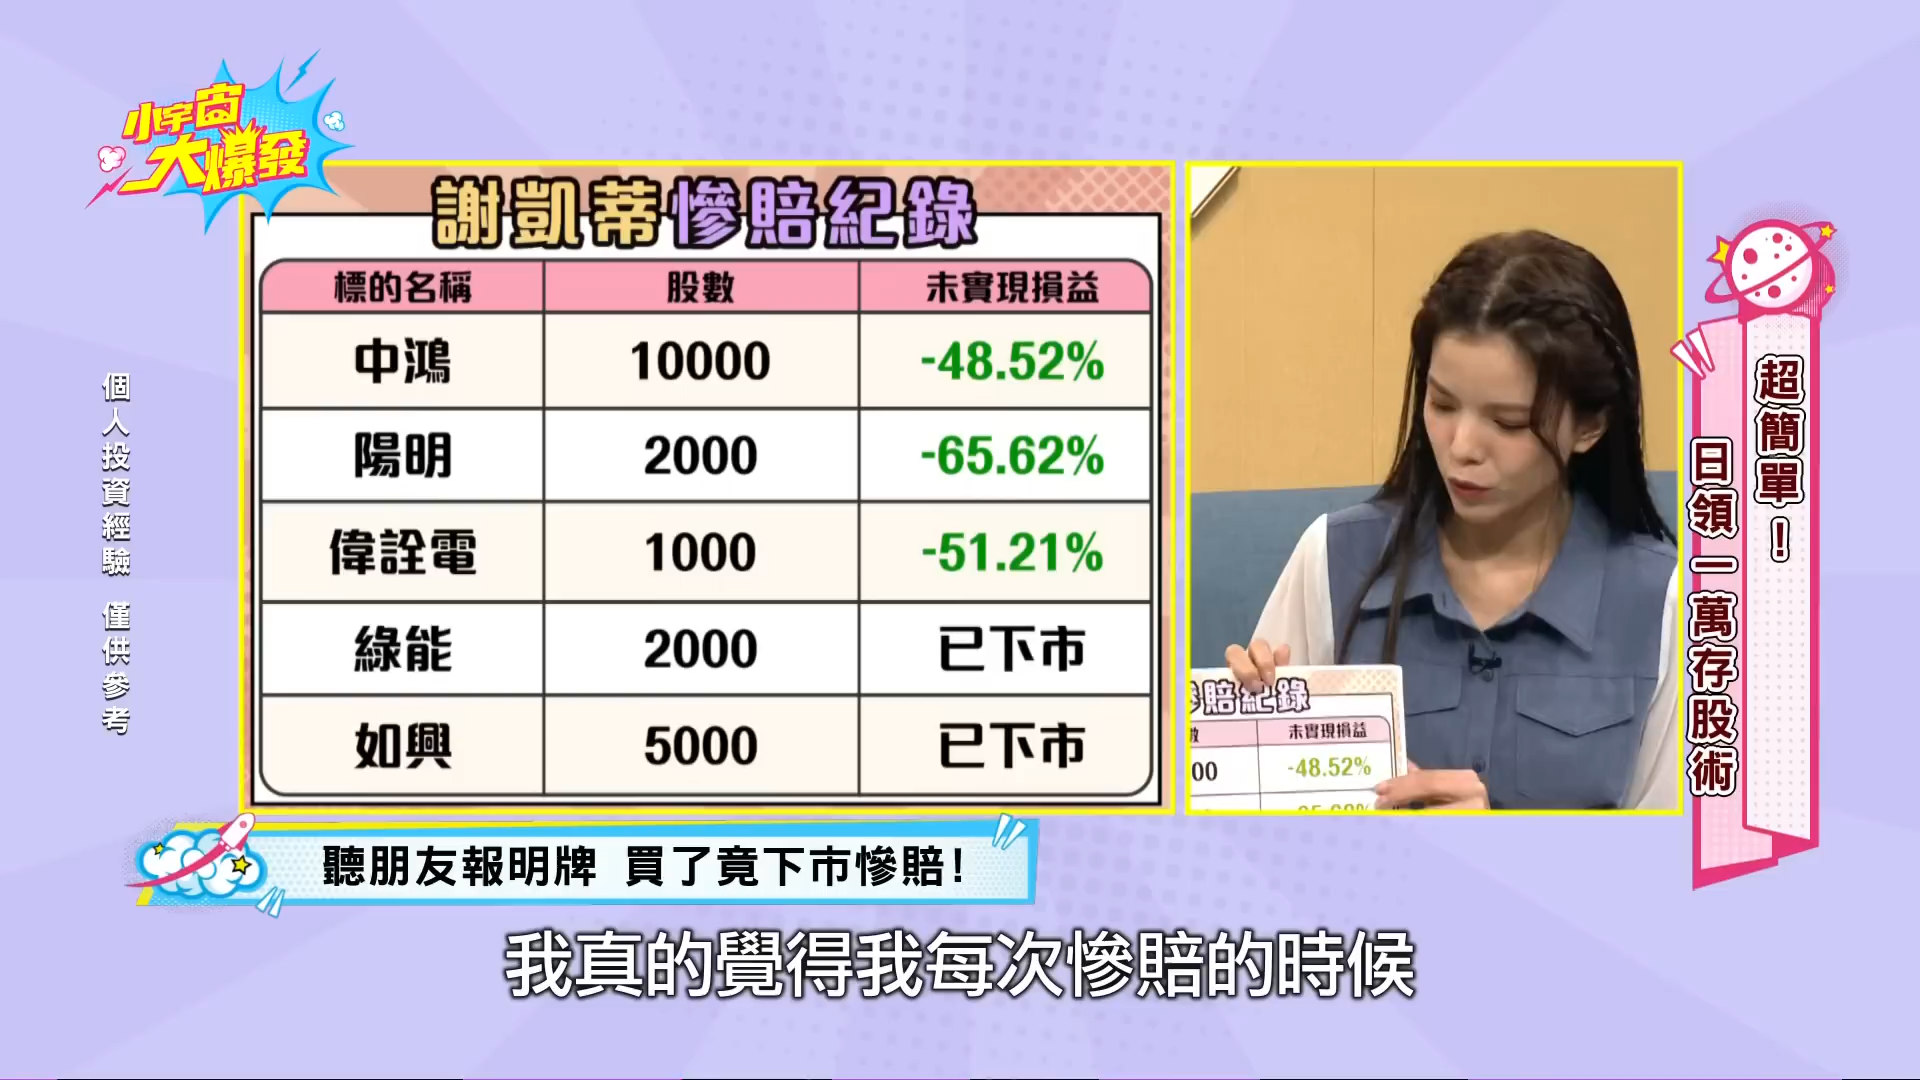 小宇宙
大爆發
謝凱蒂慘賠紀錄
標的名稱 股數 未實現損益
中鴻 10000 -48.52%
陽明 2000 -65.62%
偉詮電 1000 -51.21%
綠能 2000 已下市
如興 5000 已下市
個人投資經驗 僅供參考
賠紀錄
數 未實現損益
00 -48.52%
超簡單!
日領一萬存股術
聽朋友報明牌 買了竟下市慘賠!
我真的覺得我每次慘賠的時候